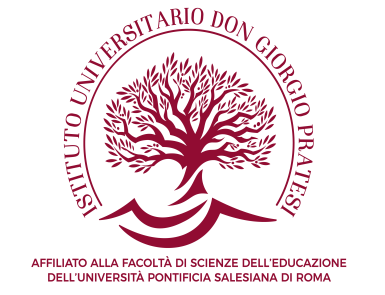 ISTITUTO UNIVERSITARIO DON GIORGIO PRATESI
AFFILIATO ALLA FACOLTÀ DI SCIENZE DELL'EDUCAZIONE
DELL'UNIVERSITÀ PONTIFICIA SALESIANA DI ROMA